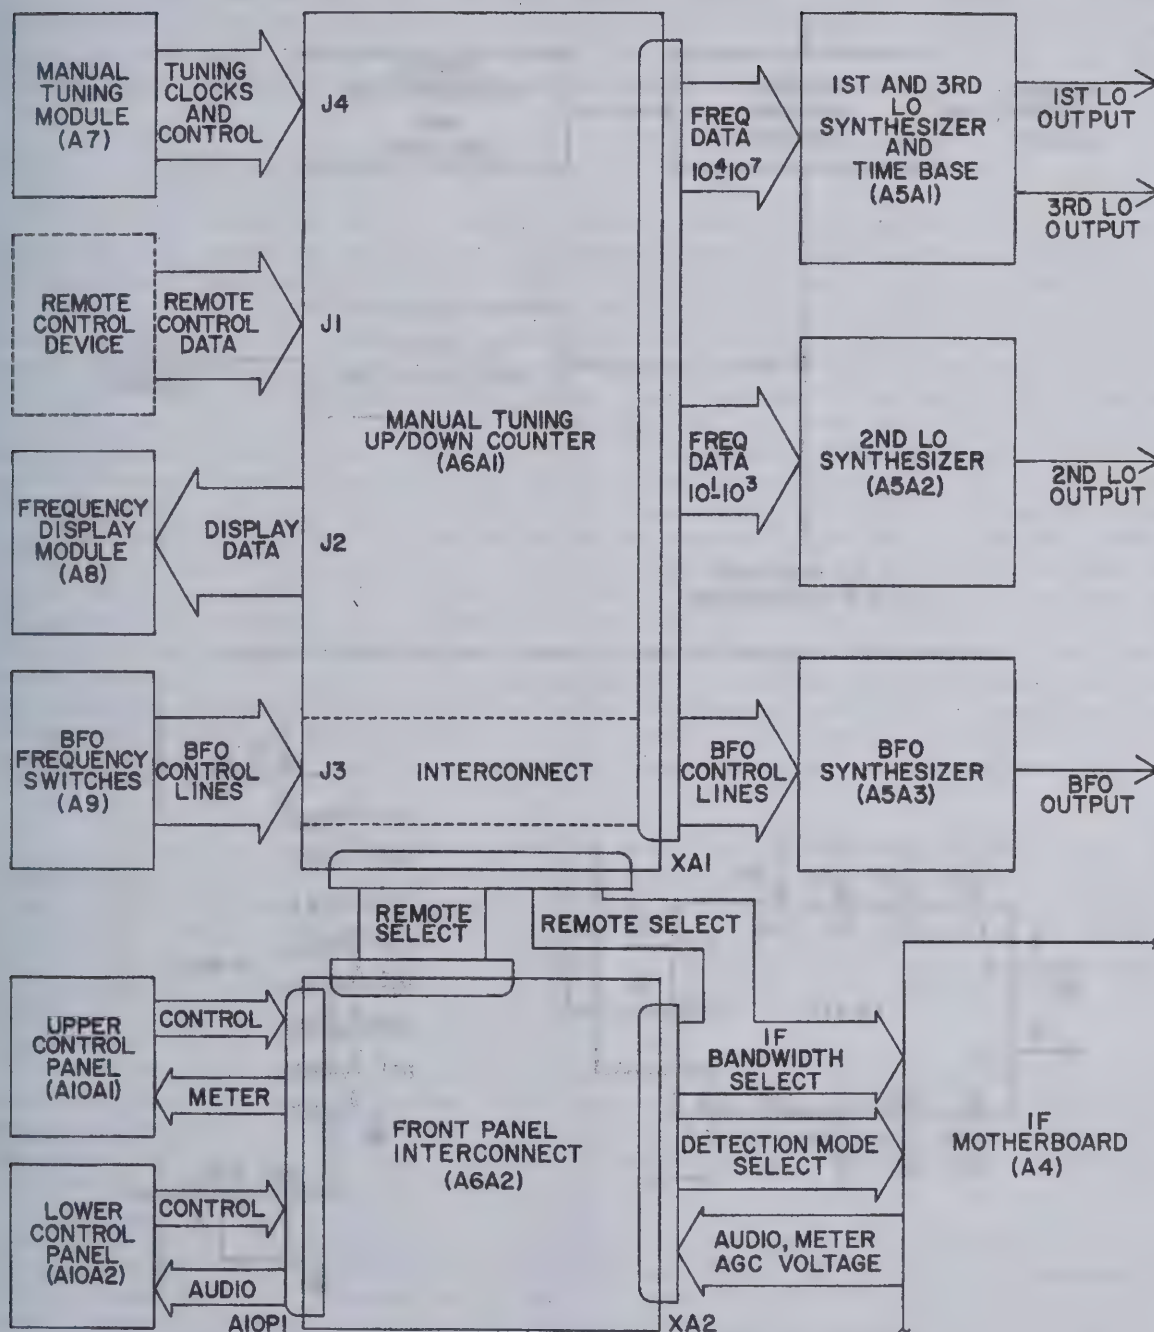 MANUAL
TUNING
MODULE
(A7)
TUNING
CLOCKS
AND
CONTROL
J4
FREQ
DATA
10⁴-10⁷
1ST AND 3RD
LO
SYNTHESIZER
AND
TIME BASE
(A5A1)
1ST LO
OUTPUT
3RD LO
OUTPUT
REMOTE
CONTROL
DEVICE
REMOTE
CONTROL
DATA
J1
MANUAL TUNING
UP/DOWN COUNTER
(A6A1)
FREQ
DATA
10¹-10³
2ND LO
SYNTHESIZER
(A5A2)
2ND LO
OUTPUT
FREQUENCY
DISPLAY
MODULE
(A8)
DISPLAY
DATA
J2
BFO
FREQUENCY
SWITCHES
(A9)
BFO
CONTROL
LINES
J3
INTERCONNECT
BFO
CONTROL
LINES
BFO
SYNTHESIZER
(A5A3)
BFO
OUTPUT
XA1
REMOTE
SELECT
REMOTE SELECT
UPPER
CONTROL
PANEL
(A10A1)
CONTROL
METER
IF
BANDWIDTH
SELECT
FRONT PANEL
INTERCONNECT
(A6A2)
DETECTION MODE
SELECT
IF
MOTHERBOARD
(A4)
LOWER
CONTROL
PANEL
(A10A2)
CONTROL
AUDIO
AUDIO, METER
AGC VOLTAGE
A10P1
XA2